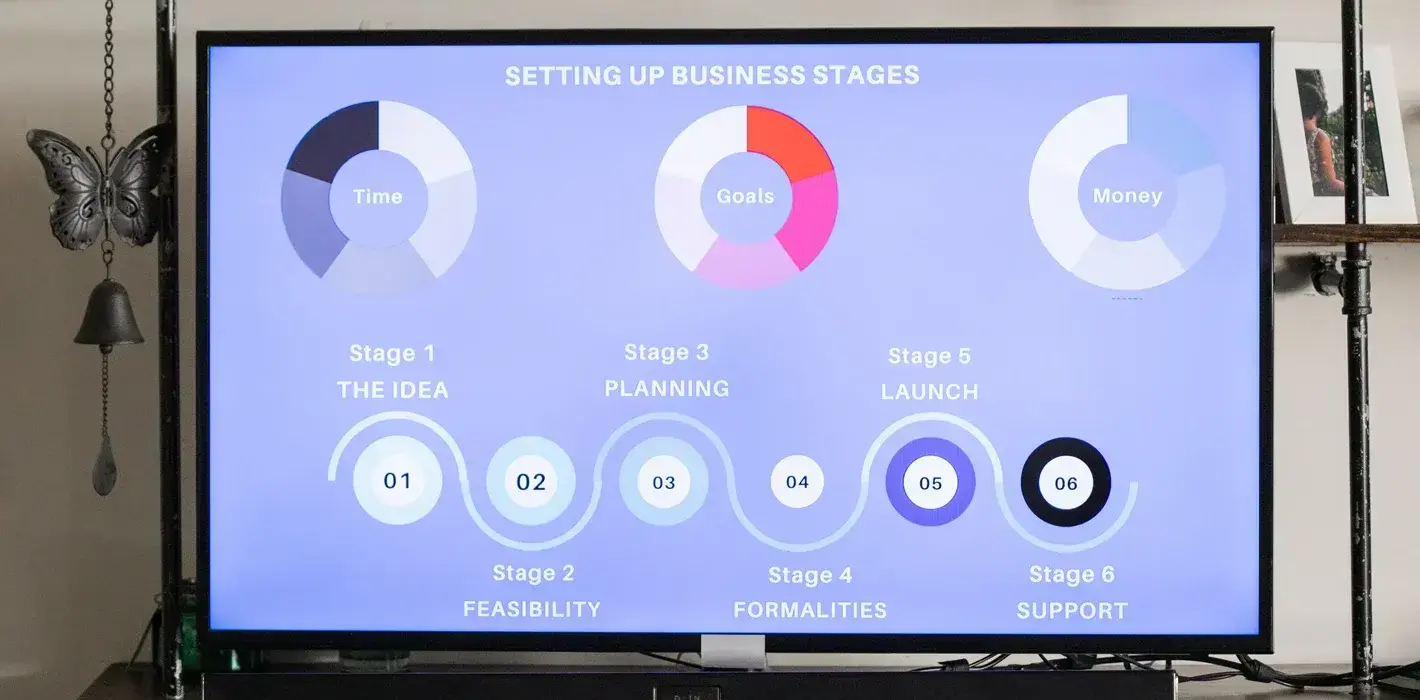 SETTING UP BUSINESS STAGES
Time
Goals
Money
Stage 1
THE IDEA
Stage 3
PLANNING
Stage 5
LAUNCH
01
02
03
04
05
06
Stage 2
FEASIBILITY
Stage 4
FORMALITIES
Stage 6
SUPPORT